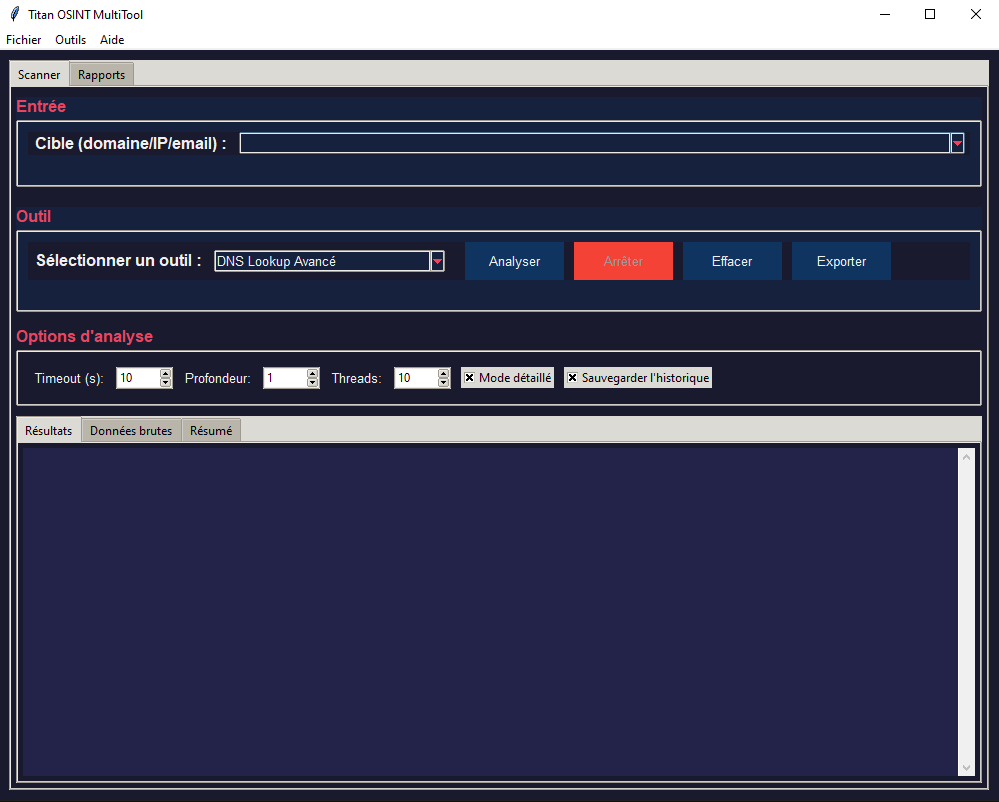 Titan OSINT MultiTool
Fichier Outils Aide
Scanner Rapports
Entrée
Cible (domaine/IP/email) :
Outil
Sélectionner un outil : DNS Lookup Avancé Analyser Arrêter Effacer Exporter
Options d'analyse
Timeout (s): 10 Profondeur: 1 Threads: 10 Mode détaillé Sauvegarder l'historique
Résultats Données brutes Résumé